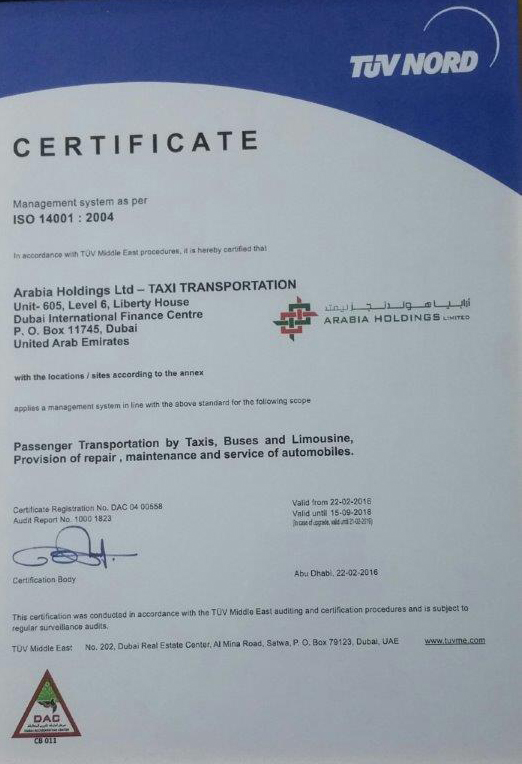 TÜV NORD
CERTIFICATE
Management system as per
ISO 14001 : 2004
In accordance with TÜV Middle East procedures, it is hereby certified that
Arabia Holdings Ltd – TAXI TRANSPORTATION
Unit- 605, Level 6, Liberty House
Dubai International Finance Centre
P. O. Box 11745, Dubai
United Arab Emirates
ARABIA HOLDINGS LIMITED
with the locations / sites according to the annex
applies a management system in line with the above standard for the following scope
Passenger Transportation by Taxis, Buses and Limousine,
Provision of repair , maintenance and service of automobiles.
Certificate Registration No. DAC 04 00658
Audit Report No. 1000 1823
Valid from 22-02-2016
Valid until 15-09-2018
Certification Body
Abu Dhabi, 22-02-2016
This certification was conducted in accordance with the TÜV Middle East auditing and certification procedures and is subject to
regular surveillance audits.
TÜV Middle East No. 202, Dubai Real Estate Center, Al Mina Road, Satwa, P. O. Box 79123, Dubai, UAE www.tuvme.com
DAC
CB 011